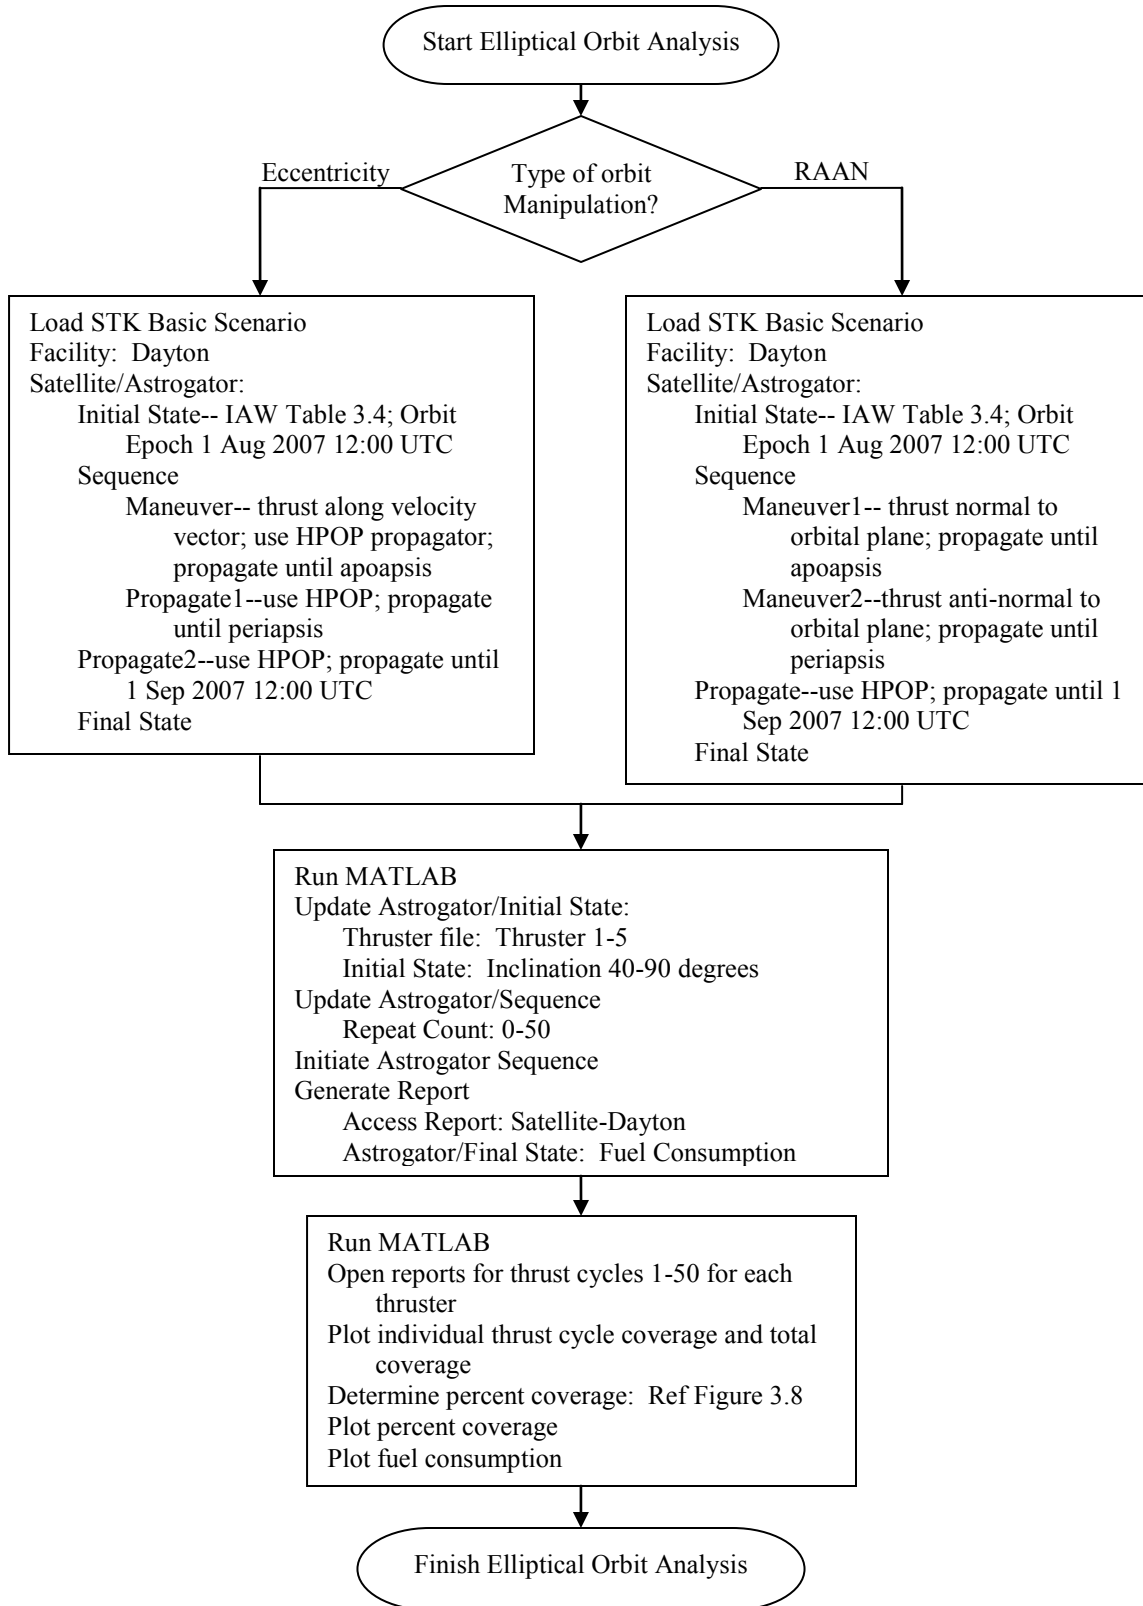 Start Elliptical Orbit Analysis
Type of orbit
Manipulation?
Eccentricity
RAAN
Load STK Basic Scenario
Facility:  Dayton
Satellite/Astrogator:
Initial State-- IAW Table 3.4; Orbit
Epoch 1 Aug 2007 12:00 UTC
Sequence
Maneuver-- thrust along velocity
vector; use HPOP propagator;
propagate until apoapsis
Propagate1--use HPOP; propagate
until periapsis
Propagate2--use HPOP; propagate until
1 Sep 2007 12:00 UTC
Final State
Load STK Basic Scenario
Facility:  Dayton
Satellite/Astrogator:
Initial State-- IAW Table 3.4; Orbit
Epoch 1 Aug 2007 12:00 UTC
Sequence
Maneuver1-- thrust normal to
orbital plane; propagate until
apoapsis
Maneuver2--thrust anti-normal to
orbital plane; propagate until
periapsis
Propagate--use HPOP; propagate until 1
Sep 2007 12:00 UTC
Final State
Run MATLAB
Update Astrogator/Initial State:
Thruster file:  Thruster 1-5
Initial State:  Inclination 40-90 degrees
Update Astrogator/Sequence
Repeat Count: 0-50
Initiate Astrogator Sequence
Generate Report
Access Report: Satellite-Dayton
Astrogator/Final State:  Fuel Consumption
Run MATLAB
Open reports for thrust cycles 1-50 for each
thruster
Plot individual thrust cycle coverage and total
coverage
Determine percent coverage:  Ref Figure 3.8
Plot percent coverage
Plot fuel consumption
Finish Elliptical Orbit Analysis